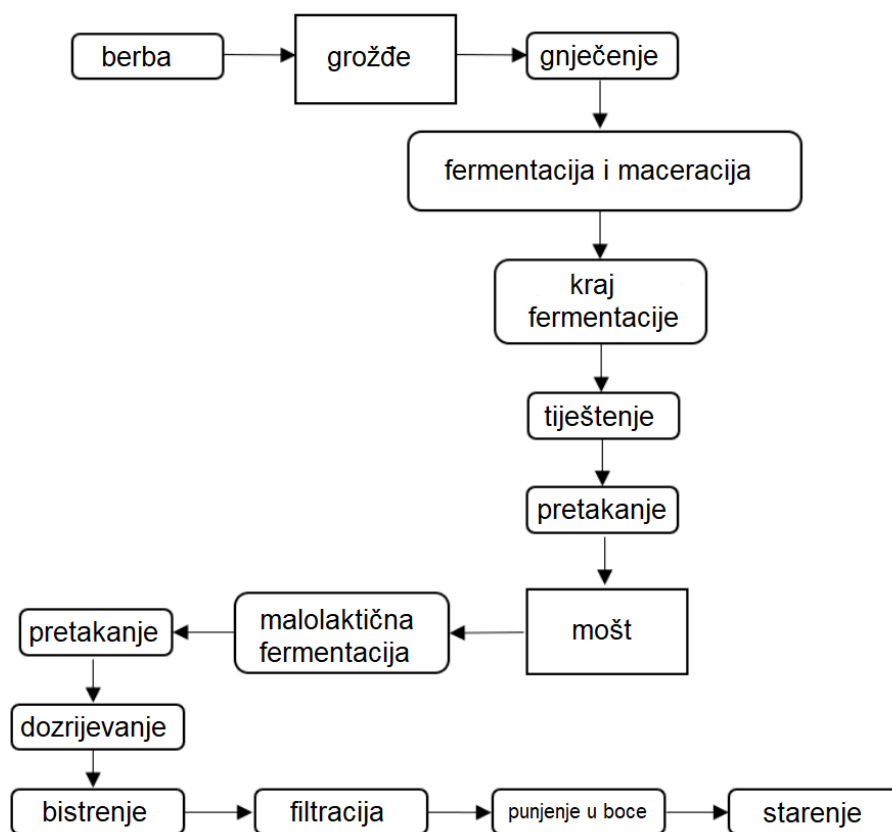 berba
grožđe
gnječenje
fermentacija i maceracija
kraj
fermentacije
tiještenje
pretakanje
mošt
malolaktična
fermentacija
pretakanje
dozrijevanje
bistrenje
filtracija
punjenje u boce
starenje